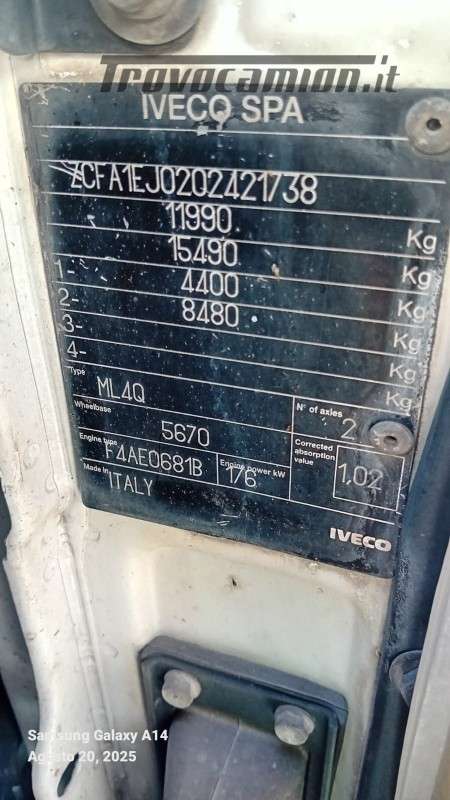 Trovocamion.it
IVECO SPA
ZCFA1EJ0202421738
11990 Kg
15490 Kg
1- 4400 Kg
2- 8480 Kg
3- Kg
4-
Type ML4Q N° of axles 2
Wheelbase 5670 Corrected absorption value 1.02
Engine type F4AE0681B Engine power kW 176
Made in ITALY
IVECO
Samsung Galaxy A14
Agosto 20, 2025